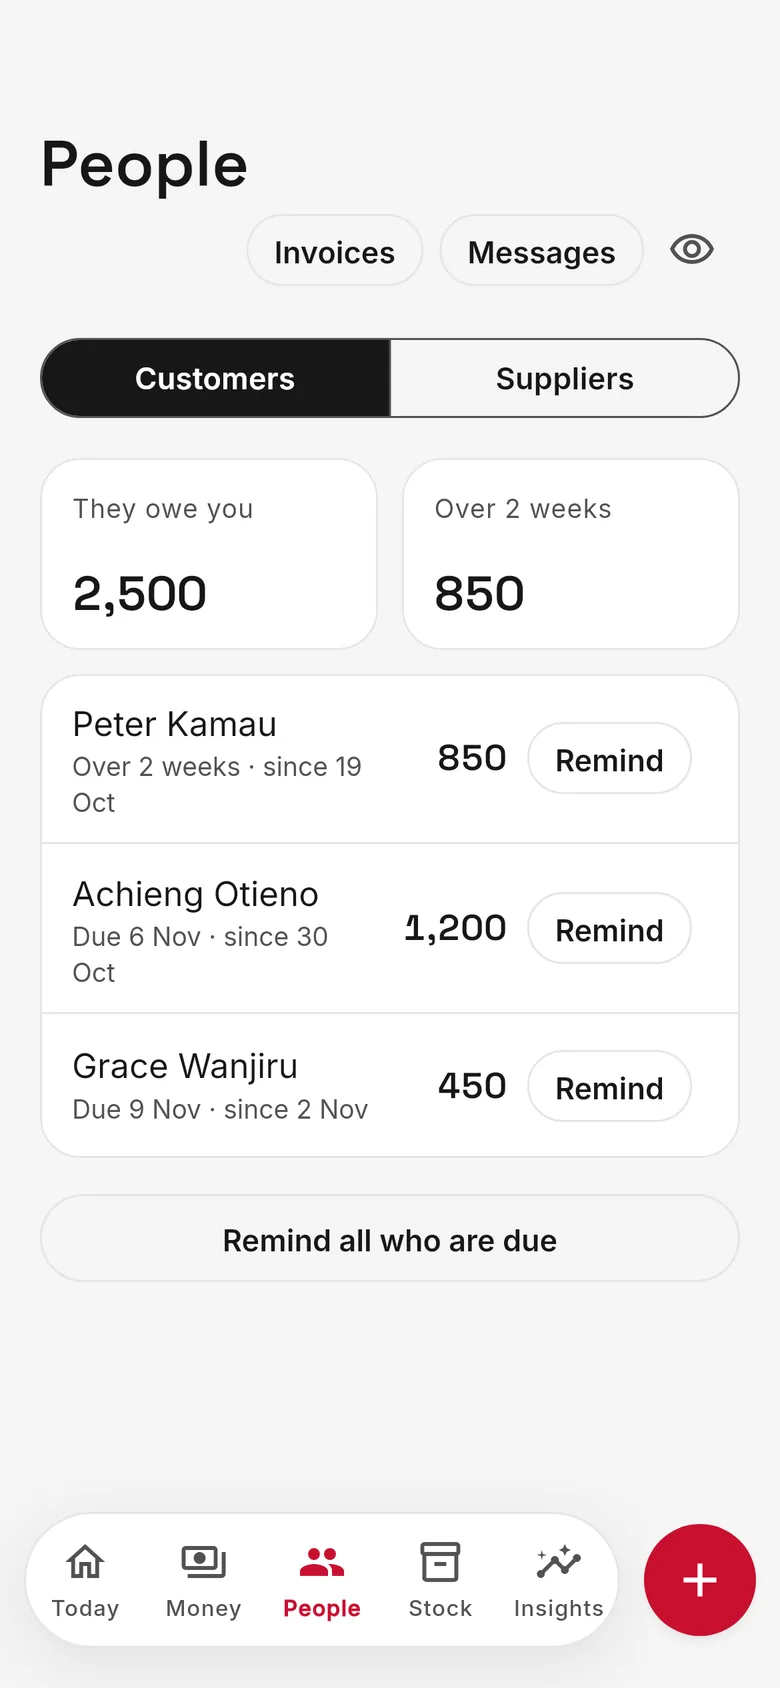 People
Invoices
Messages
Customers
Suppliers
They owe you
2,500
Over 2 weeks
850
Peter Kamau
Over 2 weeks · since 19
Oct
850
Remind
Achieng Otieno
Due 6 Nov · since 30
Oct
1,200
Remind
Grace Wanjiru
Due 9 Nov · since 2 Nov
450
Remind
Remind all who are due
Today
Money
People
Stock
Insights